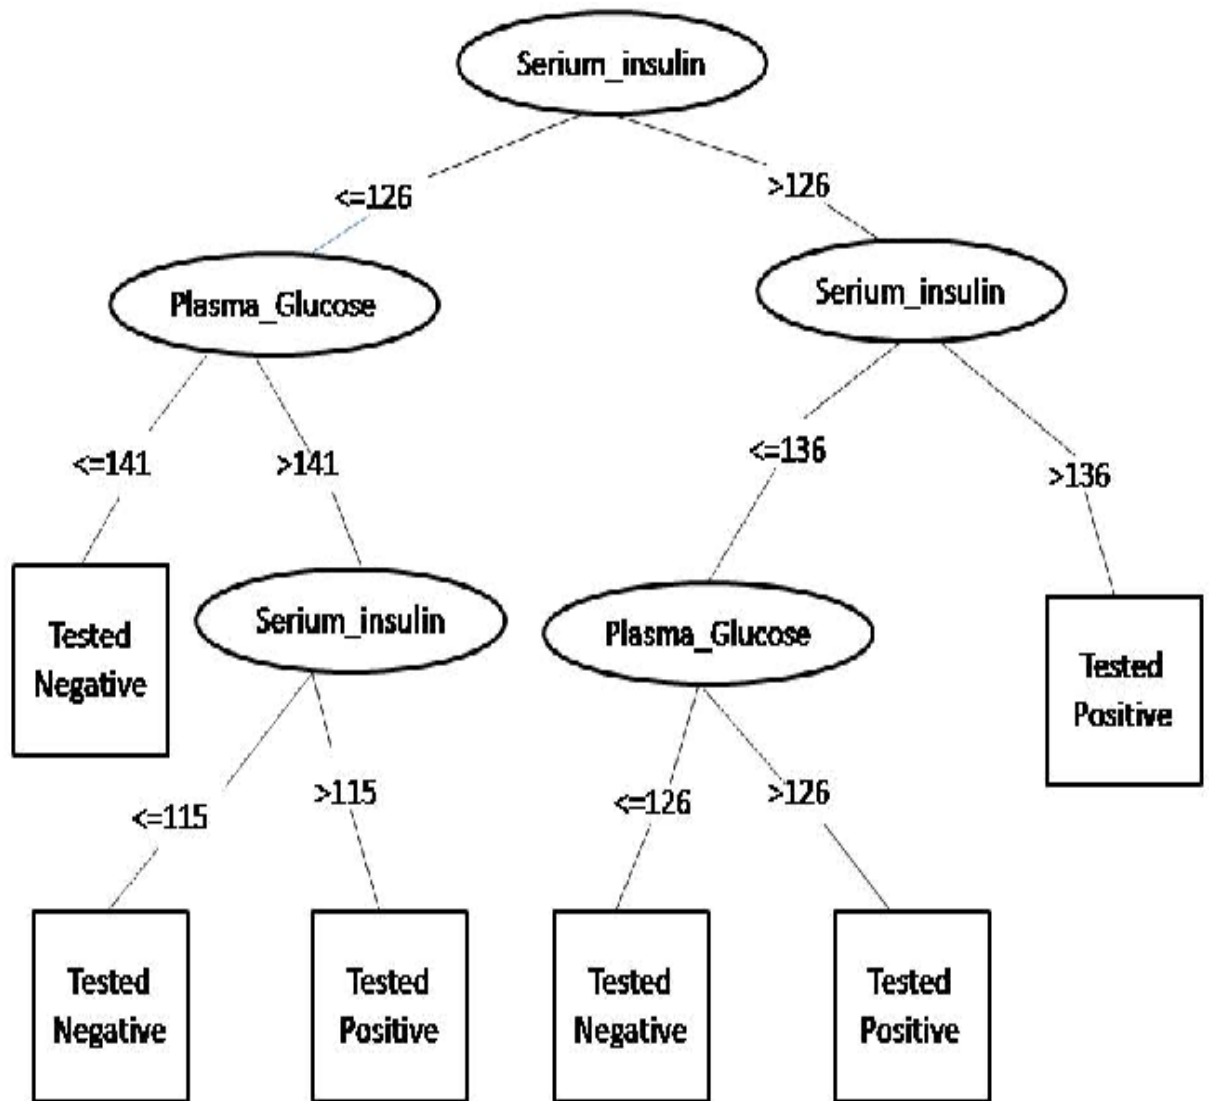 Serium_insulin
<=126
>126
Plasma_Glucose
Serium_insulin
<=141
>141
<=136
>136
Tested
Negative
Serium_insulin
Plasma_Glucose
Tested
Positive
<=115
>115
<=126
>126
Tested
Negative
Tested
Positive
Tested
Negative
Tested
Positive